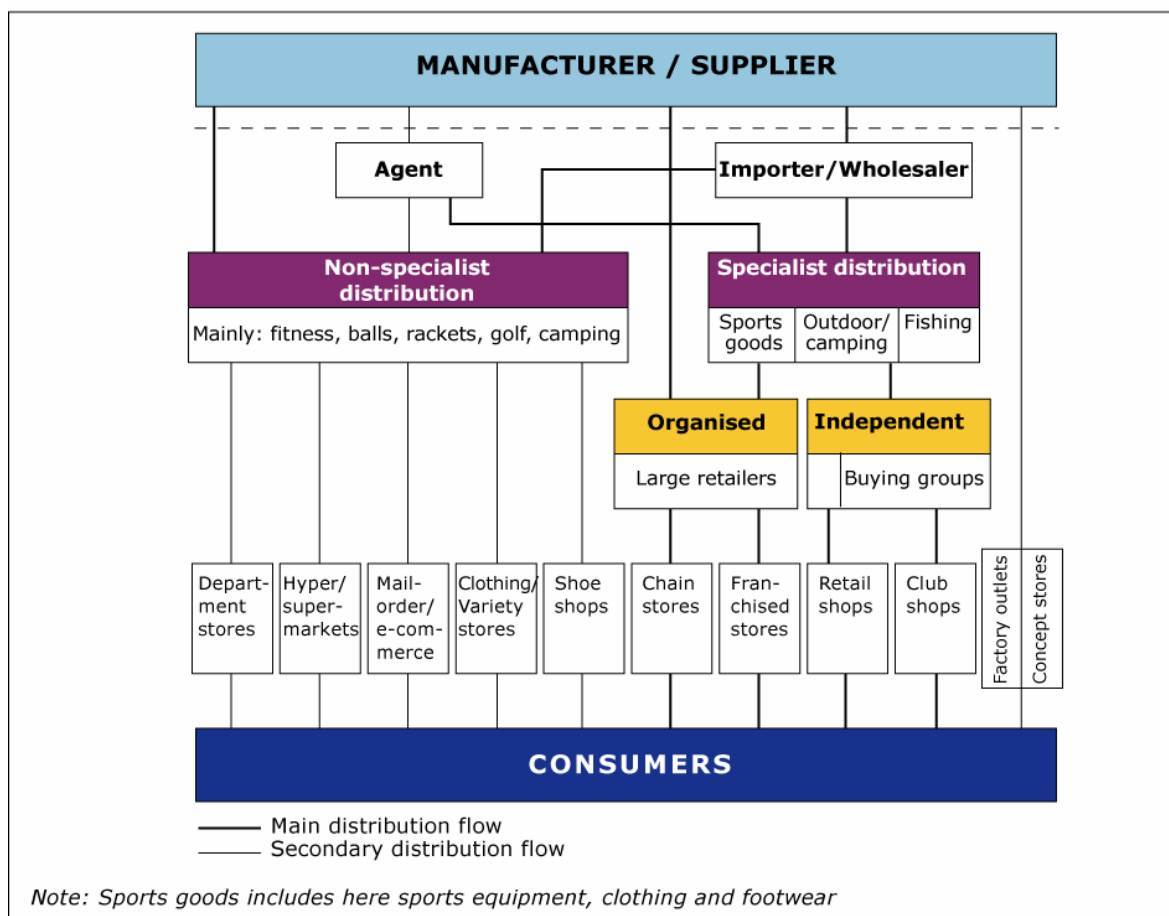 MANUFACTURER / SUPPLIER
Agent
Importer/Wholesaler
Non-specialist
distribution
Mainly: fitness, balls, rackets, golf, camping
Specialist distribution
Sports
goods
Outdoor/
camping
Fishing
Organised
Large retailers
Independent
Buying groups
Depart-
ment
stores
Hyper/
super-
markets
Mail-
order/
e-com-
merce
Clothing/
Variety
stores
Shoe
shops
Chain
stores
Fran-
chised
stores
Retail
shops
Club
shops
Factory outlets
Concept stores
CONSUMERS
Main distribution flow
Secondary distribution flow
Note: Sports goods includes here sports equipment, clothing and footwear